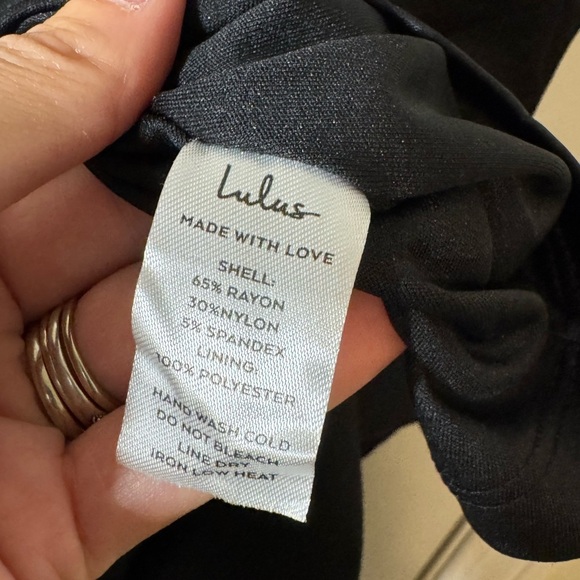 Lulus
MADE WITH LOVE
SHELL:
65% RAYON
30%NYLON
5% SPANDEX
LINING:
100% POLYESTER
HAND WASH COLD
DO NOT BLEACH
LINE DRY
IRON LOW HEAT